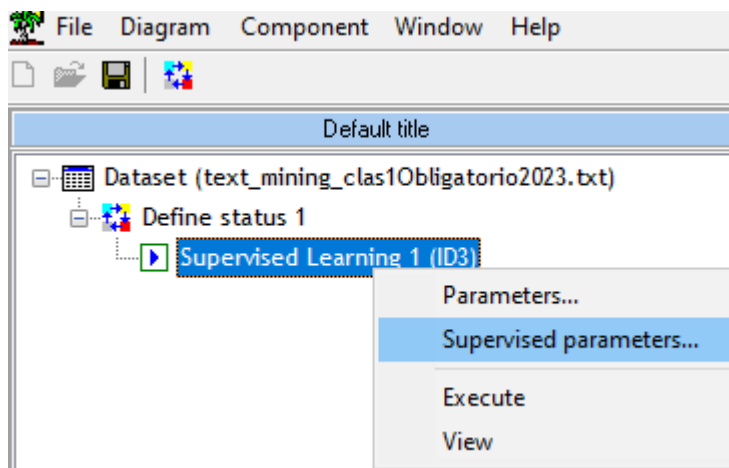 File Diagram Component Window Help
Default title
Dataset (text_mining_clas1Obligatorio2023.txt)
Define status 1
Supervised Learning 1 (ID3)
Parameters...
Supervised parameters...
Execute
View